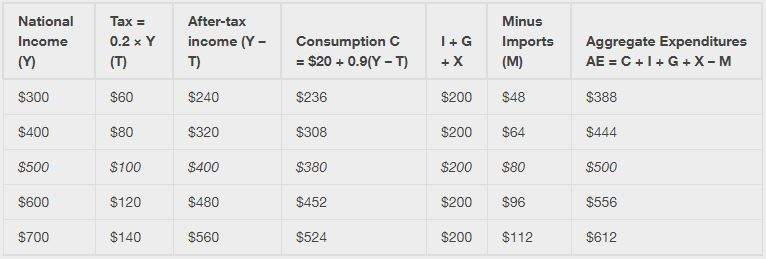 National Income (Y) | Tax = 0.2 × Y (T) | After-tax income (Y – T) | Consumption C = $20 + 0.9(Y – T) | I + G + X | Minus Imports (M) | Aggregate Expenditures AE = C + I + G + X – M
$300 | $60 | $240 | $236 | $200 | $48 | $388
$400 | $80 | $320 | $308 | $200 | $64 | $444
$500 | $100 | $400 | $380 | $200 | $80 | $500
$600 | $120 | $480 | $452 | $200 | $96 | $556
$700 | $140 | $560 | $524 | $200 | $112 | $612